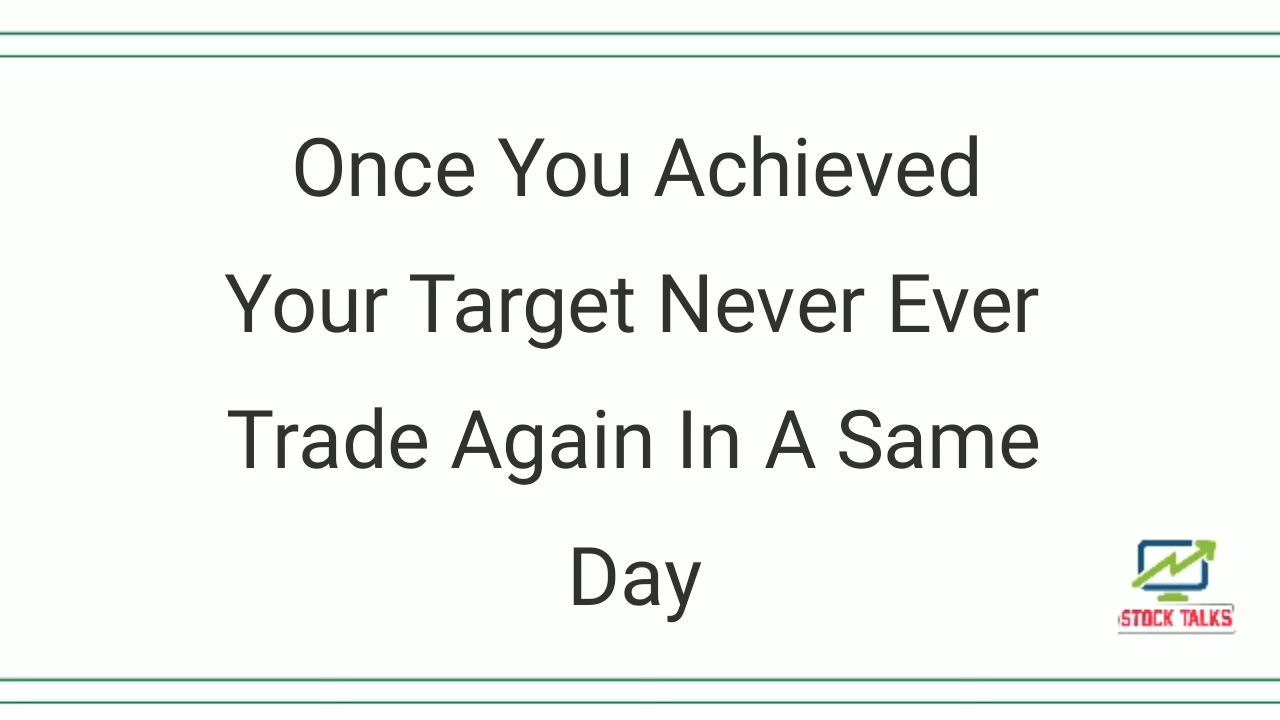 Once You Achieved
Your Target Never Ever
Trade Again In A Same
Day
STOCK TALKS